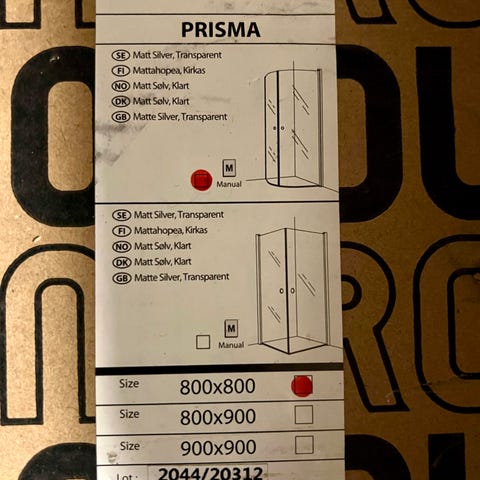 PRISMA
SE Matt Silver, Transparent
FI Mattahopea, Kirkas
NO Matt Sølv, Klart
DK Matt Sølv, Klart
GB Matte Silver, Transparent
M
Manual
SE Matt Silver, Transparent
FI Mattahopea, Kirkas
NO Matt Sølv, Klart
DK Matt Sølv, Klart
GB Matte Silver, Transparent
M
Manual
Size 800x800
Size 800x900
Size 900x900
Lot: 2044/20312